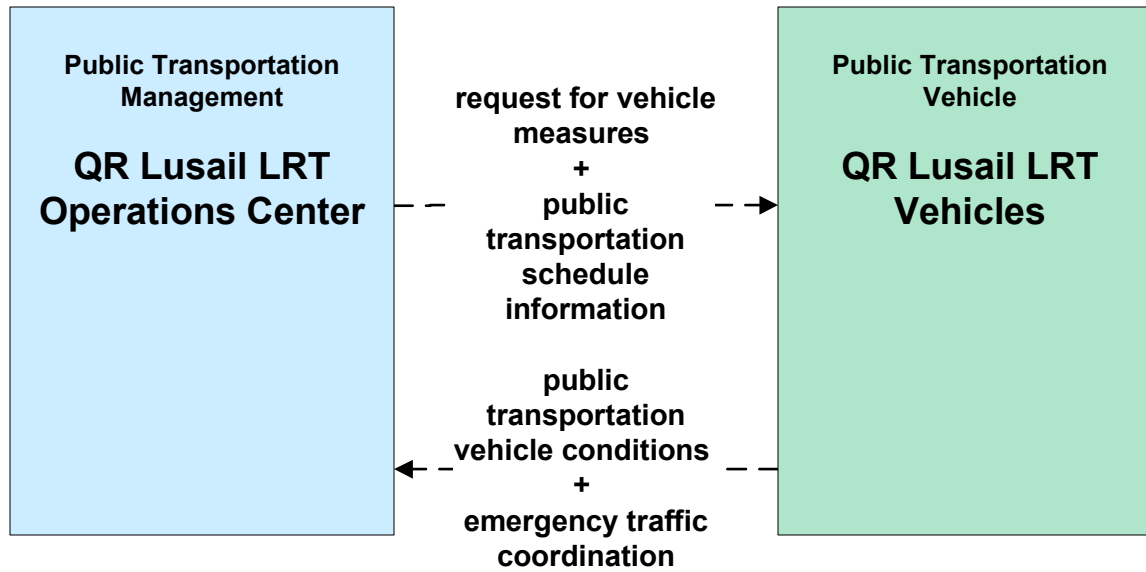 Public Transportation
Management
QR Lusail LRT
Operations Center
request for vehicle
measures
+
public
transportation
schedule
information
public
transportation
vehicle conditions
+
emergency traffic
coordination
Public Transportation
Vehicle
QR Lusail LRT
Vehicles